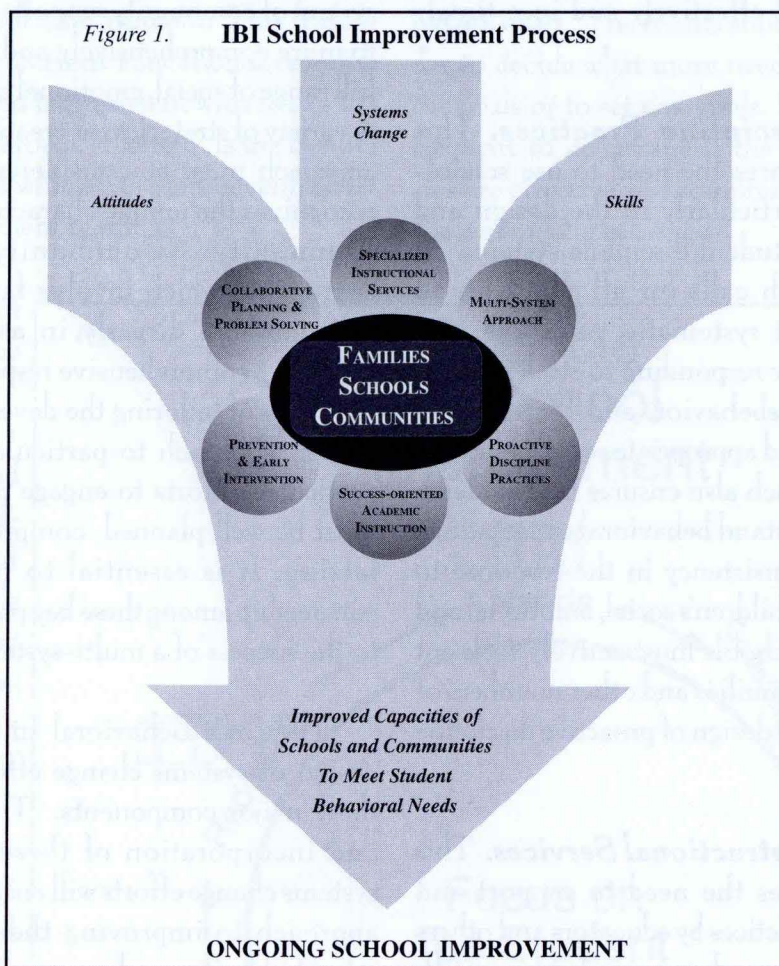 Figure 1. IBI School Improvement Process
Systems
Change
Attitudes
Skills
SPECIALIZED
INSTRUCTIONAL
SERVICES
COLLABORATIVE
PLANNING &
PROBLEM SOLVING
MULTI-SYSTEM
APPROACH
FAMILIES
SCHOOLS
COMMUNITIES
PREVENTION
& EARLY
INTERVENTION
PROACTIVE
DISCIPLINE
PRACTICES
SUCCESS-ORIENTED
ACADEMIC
INSTRUCTION
Improved Capacities of
Schools and Communities
To Meet Student
Behavioral Needs
ONGOING SCHOOL IMPROVEMENT